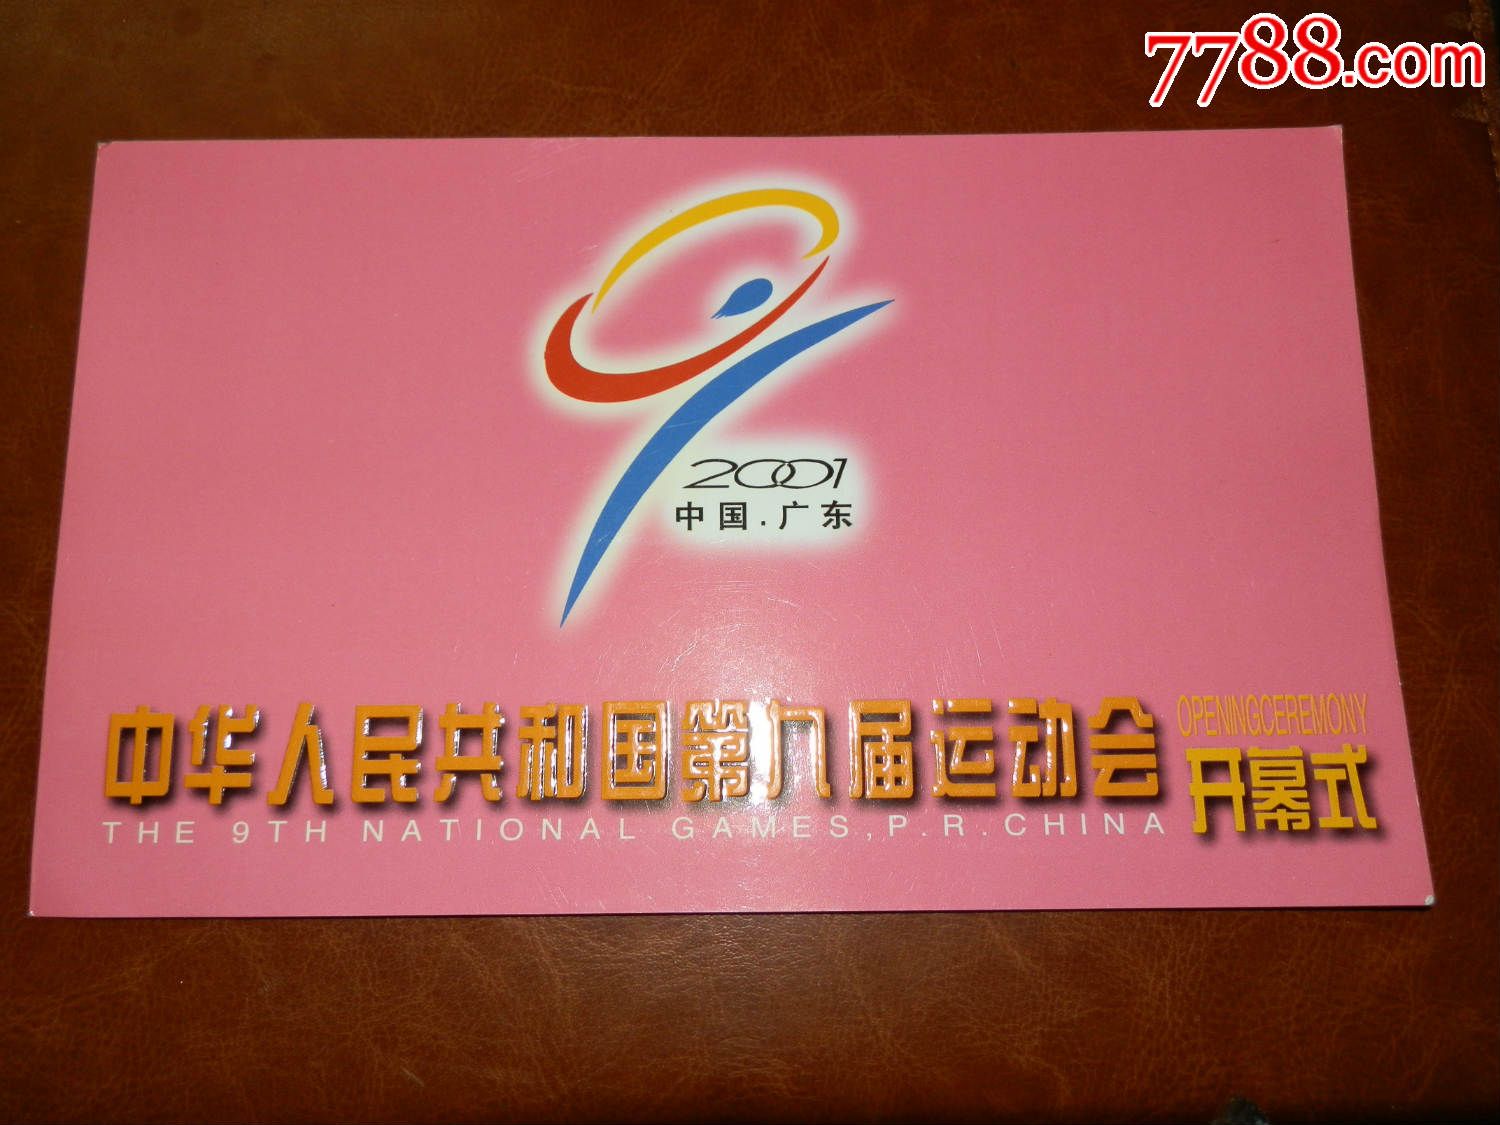 7788.com
2001
中国.广东
中华人民共和国第九届运动会
OPENINGCEREMONY
开幕式
THE 9TH NATIONAL GAMES,P.R.CHINA